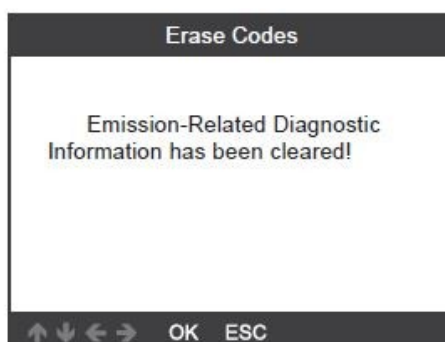 Erase Codes
Emission-Related Diagnostic
Information has been cleared!
OK ESC